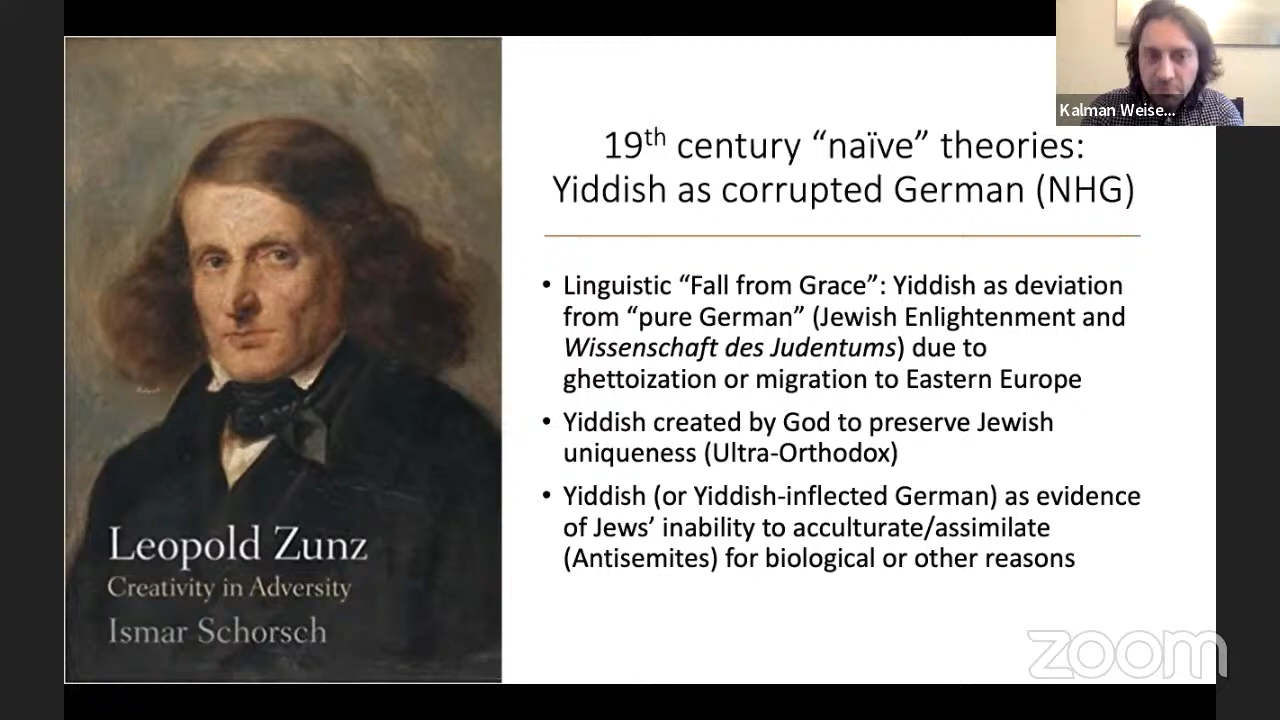 Kalman Weise...
19th century “naïve” theories:
Yiddish as corrupted German (NHG)
• Linguistic “Fall from Grace”: Yiddish as deviation
from “pure German” (Jewish Enlightenment and
Wissenschaft des Judentums) due to
ghettoization or migration to Eastern Europe
• Yiddish created by God to preserve Jewish
uniqueness (Ultra-Orthodox)
• Yiddish (or Yiddish-inflected German) as evidence
of Jews’ inability to acculturate/assimilate
(Antisemites) for biological or other reasons
Leopold Zunz
Creativity in Adversity
Ismar Schorsch
zoom